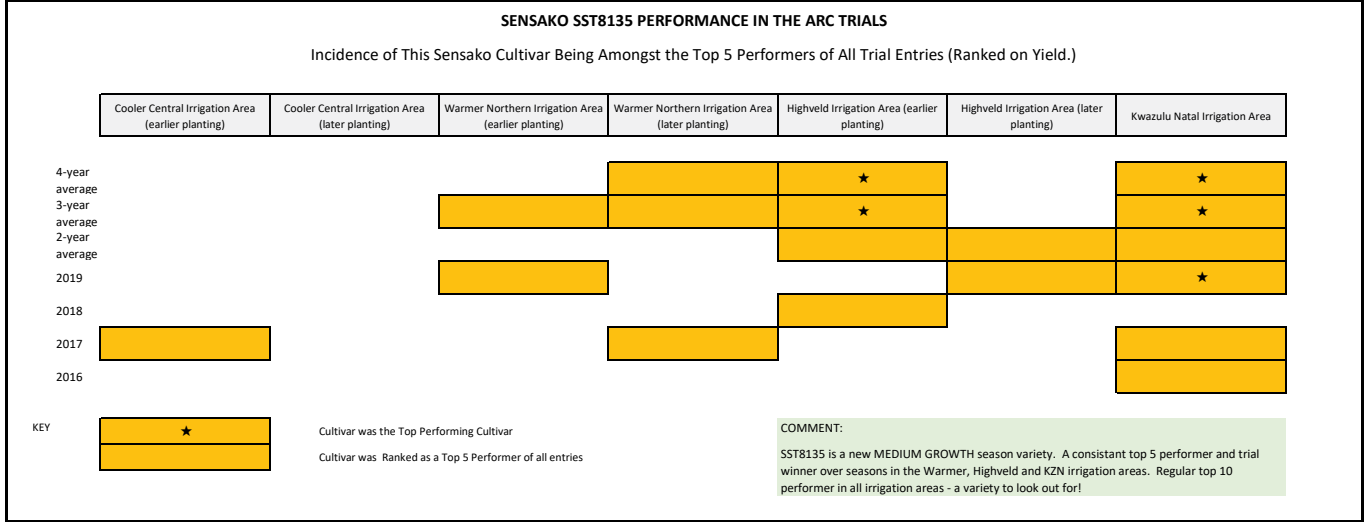 SENSAKO SST8135 PERFORMANCE IN THE ARC TRIALS
Incidence of This Sensako Cultivar Being Amongst the Top 5 Performers of All Trial Entries (Ranked on Yield.)
Cooler Central Irrigation Area
(earlier planting)
Cooler Central Irrigation Area
(later planting)
Warmer Northern Irrigation Area
(earlier planting)
Warmer Northern Irrigation Area
(later planting)
Highveld Irrigation Area (earlier
planting)
Highveld Irrigation Area (later
planting)
Kwazulu Natal Irrigation Area
4-year
average
★
★
3-year
average
★
★
2-year
average
2019
★
2018
2017
2016
KEY
★
Cultivar was the Top Performing Cultivar
Cultivar was Ranked as a Top 5 Performer of all entries
COMMENT:
SST8135 is a new MEDIUM GROWTH season variety. A consistant top 5 performer and trial
winner over seasons in the Warmer, Highveld and KZN irrigation areas. Regular top 10
performer in all irrigation areas - a variety to look out for!